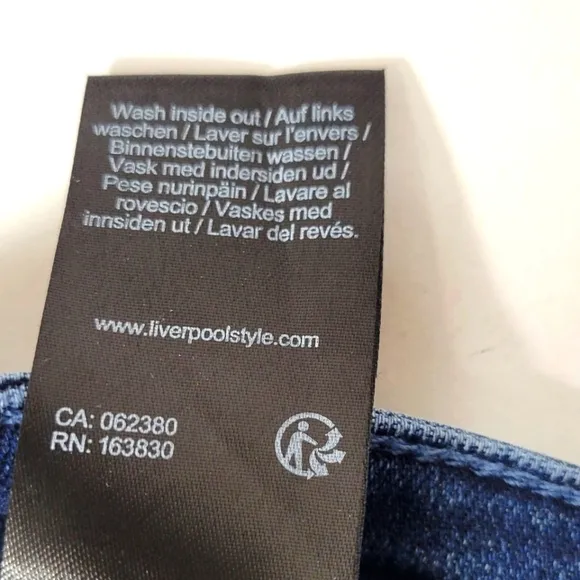 Wash inside out / Auf links
waschen / Laver sur l'envers /
Binnenstebuiten wassen /
Vask med indersiden ud /
Pese nurinpäin / Lavare al
rovescio / Vaskes med
innsiden ut / Lavar del revés.
www.liverpoolstyle.com
CA: 062380
RN: 163830